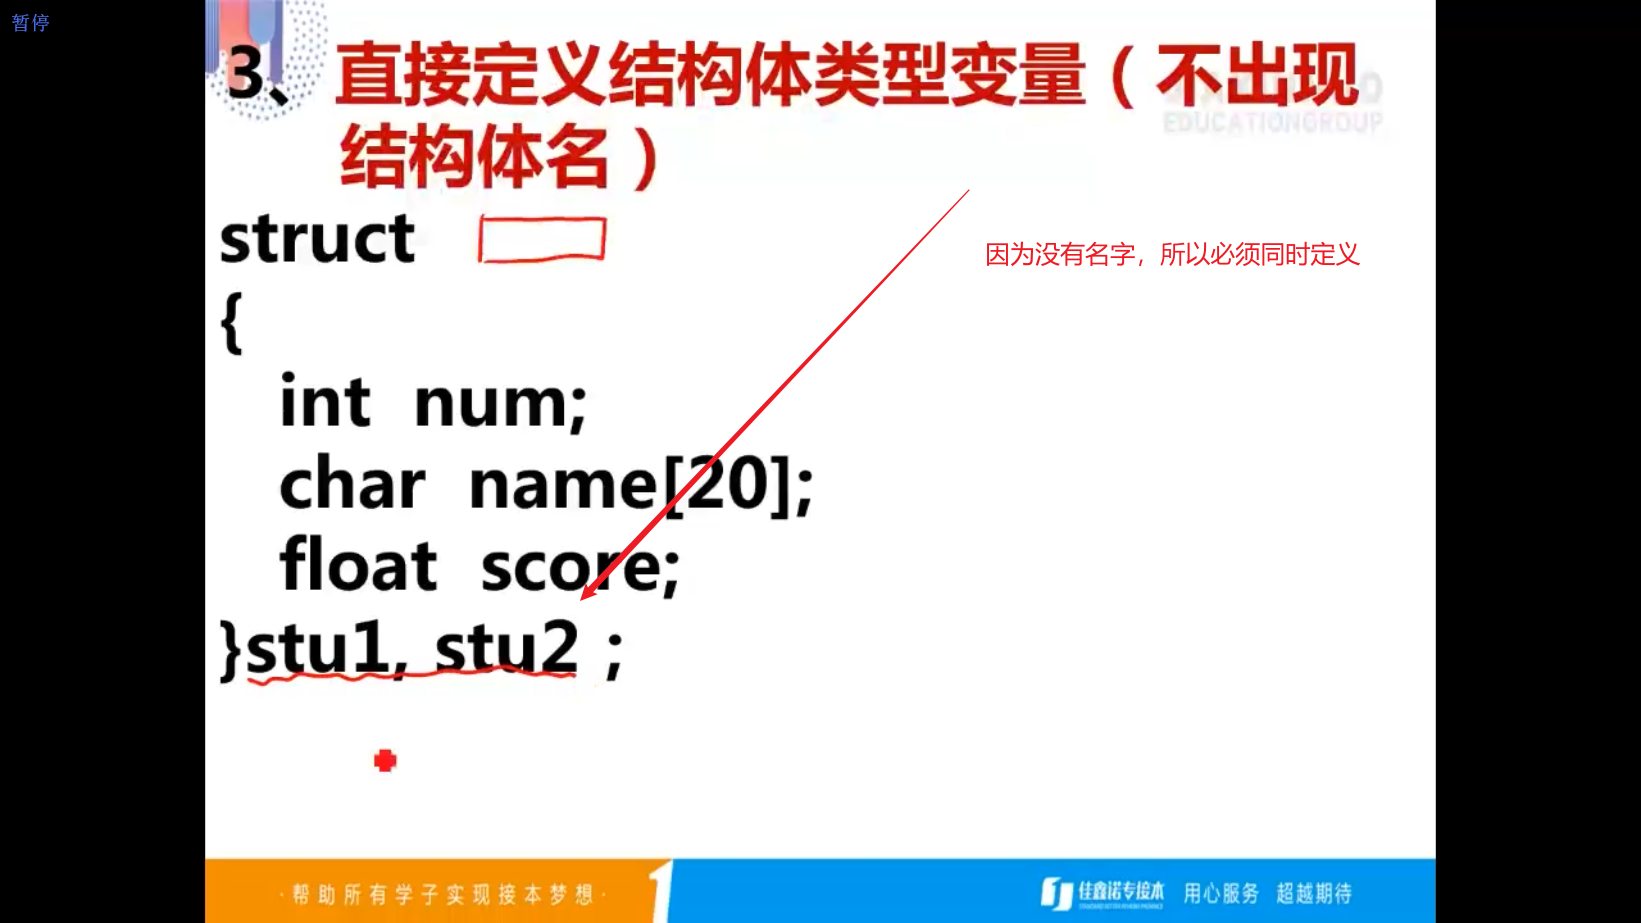 暂停
3、直接定义结构体类型变量（不出现
结构体名）
EDUCATIONGROUP
struct
因为没有名字，所以必须同时定义
{
int num;
char name[20];
float score;
}stu1, stu2 ;
·帮助所有学子实现接本梦想·
佳鑫诺专接本
用心服务 超越期待